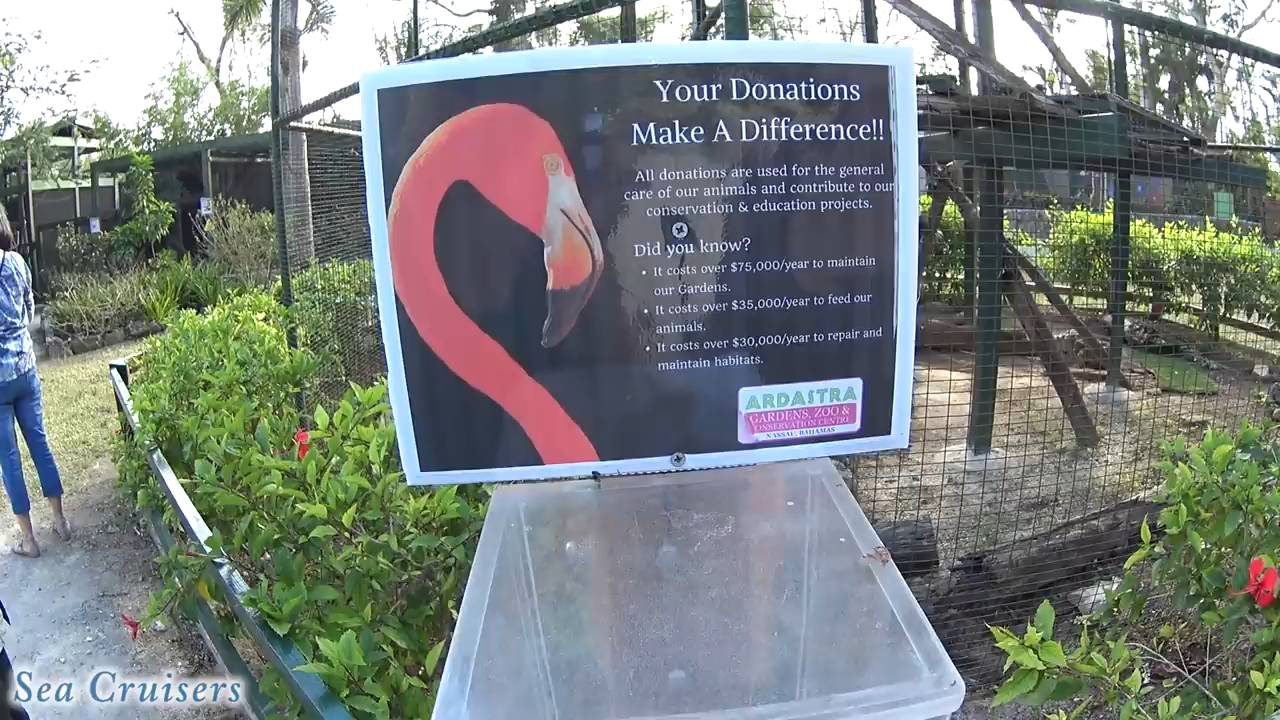 Your Donations
Make A Difference!!
All donations are used for the general
care of our animals and contribute to our
conservation & education projects.
Did you know?
• It costs over $75,000/year to maintain
our Gardens.
• It costs over $35,000/year to feed our
animals.
• It costs over $30,000/year to repair and
maintain habitats.
ARDASTRA
GARDENS, ZOO &
CONSERVATION CENTRE
NASSAU, BAHAMAS
Sea Cruisers